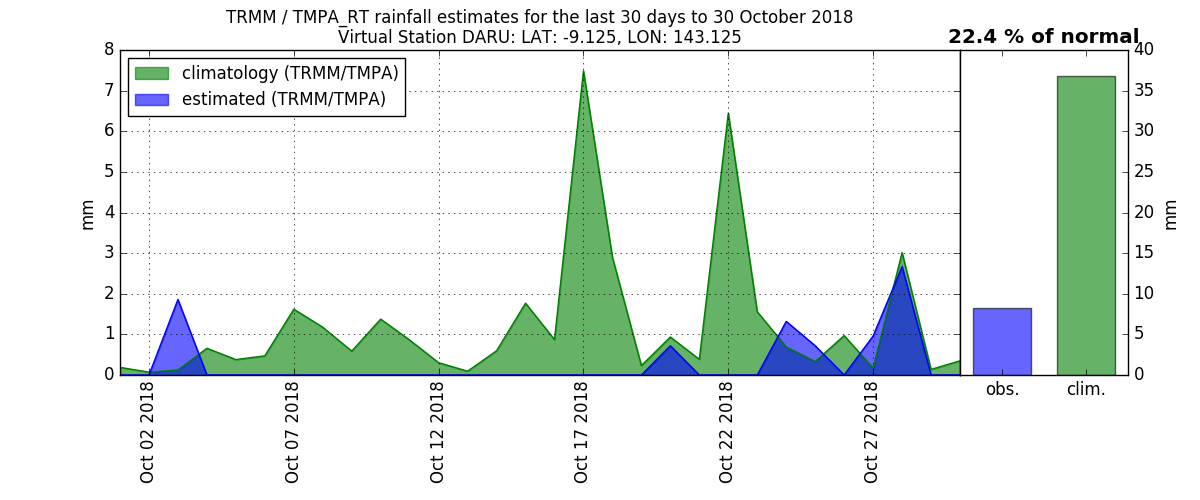 TRMM / TMPA_RT rainfall estimates for the last 30 days to 30 October 2018
Virtual Station DARU: LAT: -9.125, LON: 143.125
22.4 % of normal
climatology (TRMM/TMPA)
estimated (TRMM/TMPA)
8
7
6
5
4
3
2
1
0
mm
Oct 02 2018
Oct 07 2018
Oct 12 2018
Oct 17 2018
Oct 22 2018
Oct 27 2018
obs.
clim.
40
35
30
25
20
15
10
5
0
mm